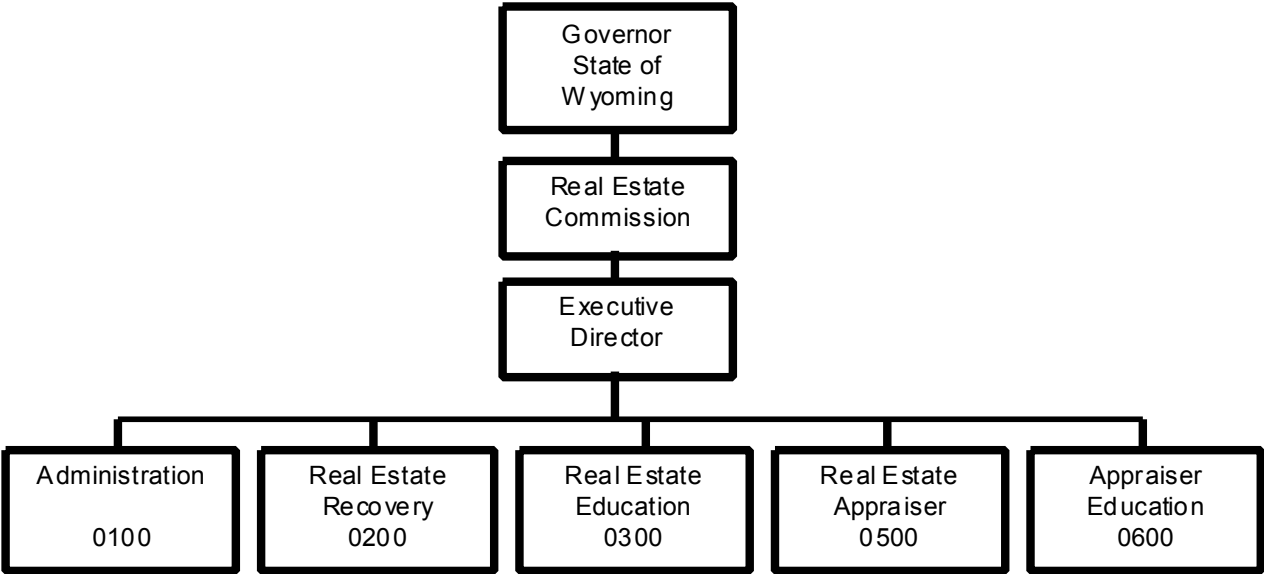 Governor
State of
Wyoming
Real Estate
Commission
Executive
Director
Administration
0100
Real Estate
Recovery
0200
Real Estate
Education
0300
Real Estate
Appraiser
0500
Appraiser
Education
0600